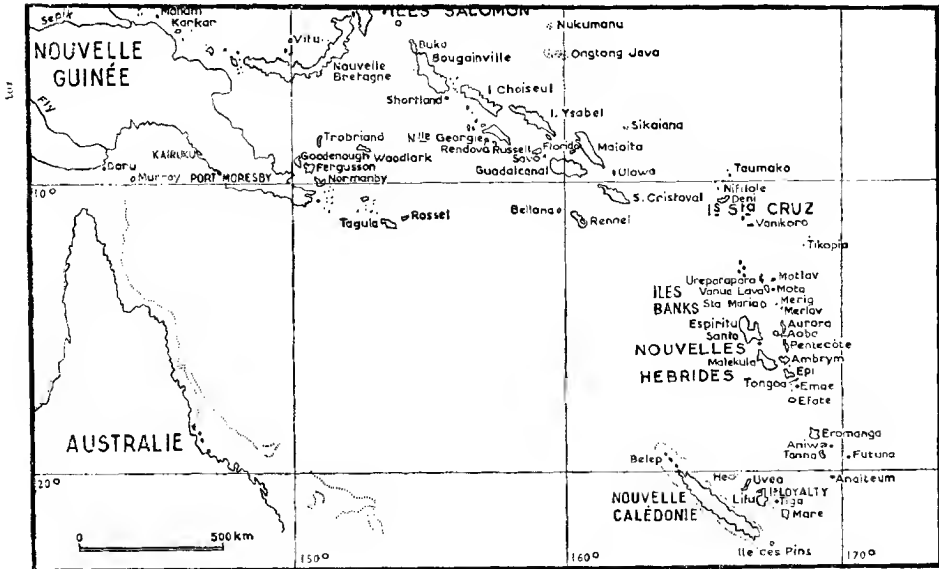 ILES SALOMON
Sepik
Manam
Karkar
Vitu
Buka
Nukumanu
Ongtong Java
NOUVELLE
GUINÉE
Nouvelle
Bretagne
Bougainville
I Choiseul
Shortland
I. Ysabel
Fly
Trobriand
Nlle Georgie
Rendova
Russell
Florida
Savo
Sikaiana
Malaita
KAIRUKU
Goodenough
Woodlark
Guadalcanal
Ulawa
Daru
Murray
PORT MORESBY
Fergusson
Normanby
Taumako
10°
Nifilole
Deni
S. Cristoval
Is Sta CRUZ
Tagula
Rossel
Bellona
Rennel
Vanikoro
Tikopia
Ureparapara
Motlav
ILES
BANKS
Vanua Lava
Mota
Sta Maria
Merig
Merlav
Espiritu
Santo
Aurora
Aoba
Pentecôte
NOUVELLES
HEBRIDES
Malekula
Ambrym
Epi
Tongoa
Emae
Efate
AUSTRALIE
Eromanga
Aniwa
Tanna
Futuna
Belep
20°
Anaiteum
Uvea
NOUVELLE
CALÉDONIE
Lifu
LOYALTY
Tiga
Mare
0
500 km
150°
160°
Ile des Pins
170°